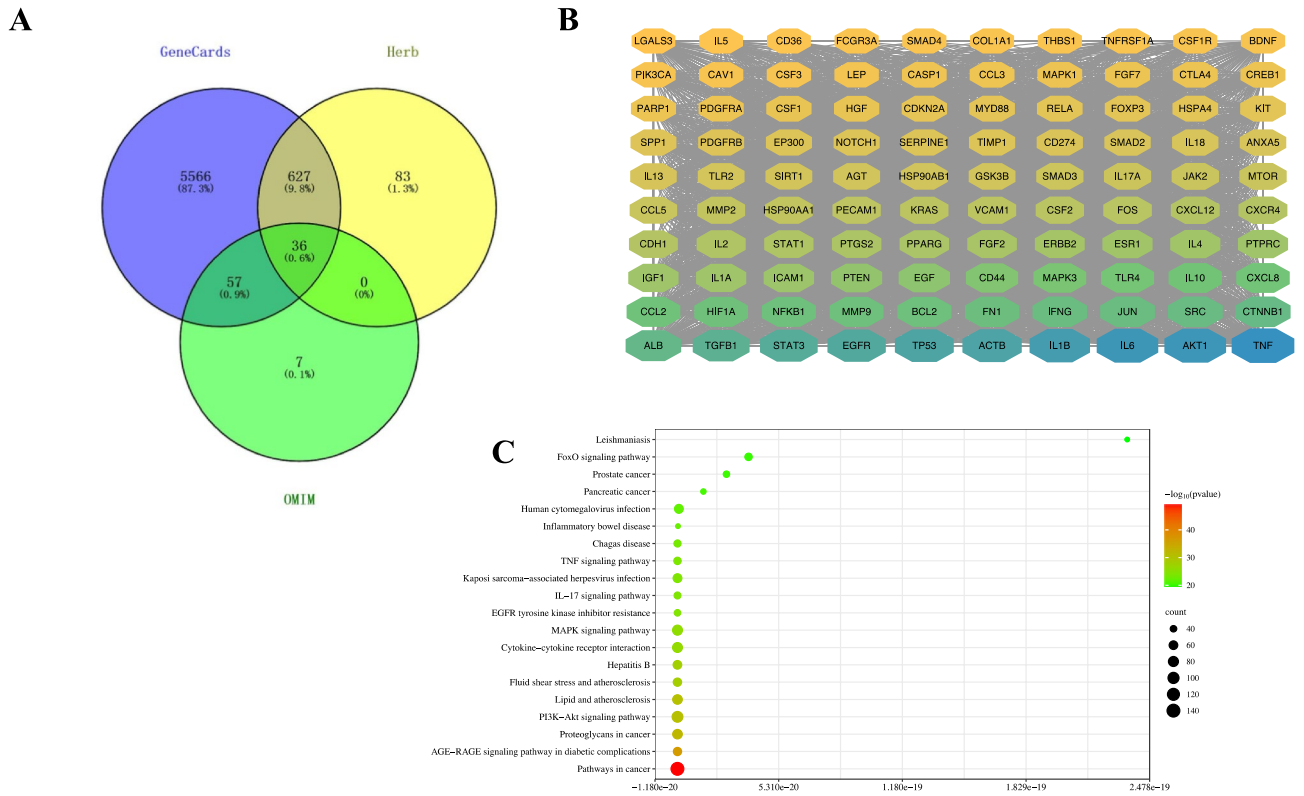 A
GeneCards
Herb
5566
(87.3%)
627
(9.8%)
83
(1.3%)
36
(0.6%)
57
(0.9%)
0
(0%)
7
(0.1%)
OMIM
B
LGALS3 IL5 CD36 FCGR3A SMAD4 COL1A1 THBS1 TNFRSF1A CSF1R BDNF
PIK3CA CAV1 CSF3 LEP CASP1 CCL3 MAPK1 FGF7 CTLA4 CREB1
PARP1 PDGFRA CSF1 HGF CDKN2A MYD88 RELA FOXP3 HSPA4 KIT
SPP1 PDGFRB EP300 NOTCH1 SERPINE1 TIMP1 CD274 SMAD2 IL18 ANXA5
IL13 TLR2 SIRT1 AGT HSP90AB1 GSK3B SMAD3 IL17A JAK2 MTOR
CCL5 MMP2 HSP90AA1 PECAM1 KRAS VCAM1 CSF2 FOS CXCL12 CXCR4
CDH1 IL2 STAT1 PTGS2 PPARG FGF2 ERBB2 ESR1 IL4 PTPRC
IGF1 IL1A ICAM1 PTEN EGF CD44 MAPK3 TLR4 IL10 CXCL8
CCL2 HIF1A NFKB1 MMP9 BCL2 FN1 IFNG JUN SRC CTNNB1
ALB TGFB1 STAT3 EGFR TP53 ACTB IL1B IL6 AKT1 TNF
C
Leishmaniasis
FoxO signaling pathway
Prostate cancer
Pancreatic cancer
Human cytomegalovirus infection
Inflammatory bowel disease
Chagas disease
TNF signaling pathway
Kaposi sarcoma−associated herpesvirus infection
IL−17 signaling pathway
EGFR tyrosine kinase inhibitor resistance
MAPK signaling pathway
Cytokine−cytokine receptor interaction
Hepatitis B
Fluid shear stress and atherosclerosis
Lipid and atherosclerosis
PI3K−Akt signaling pathway
Proteoglycans in cancer
AGE−RAGE signaling pathway in diabetic complications
Pathways in cancer
−1.180e−20 5.310e−20 1.180e−19 1.829e−19 2.478e−19
−log10(pvalue)
40
30
20
count
40
60
80
100
120
140